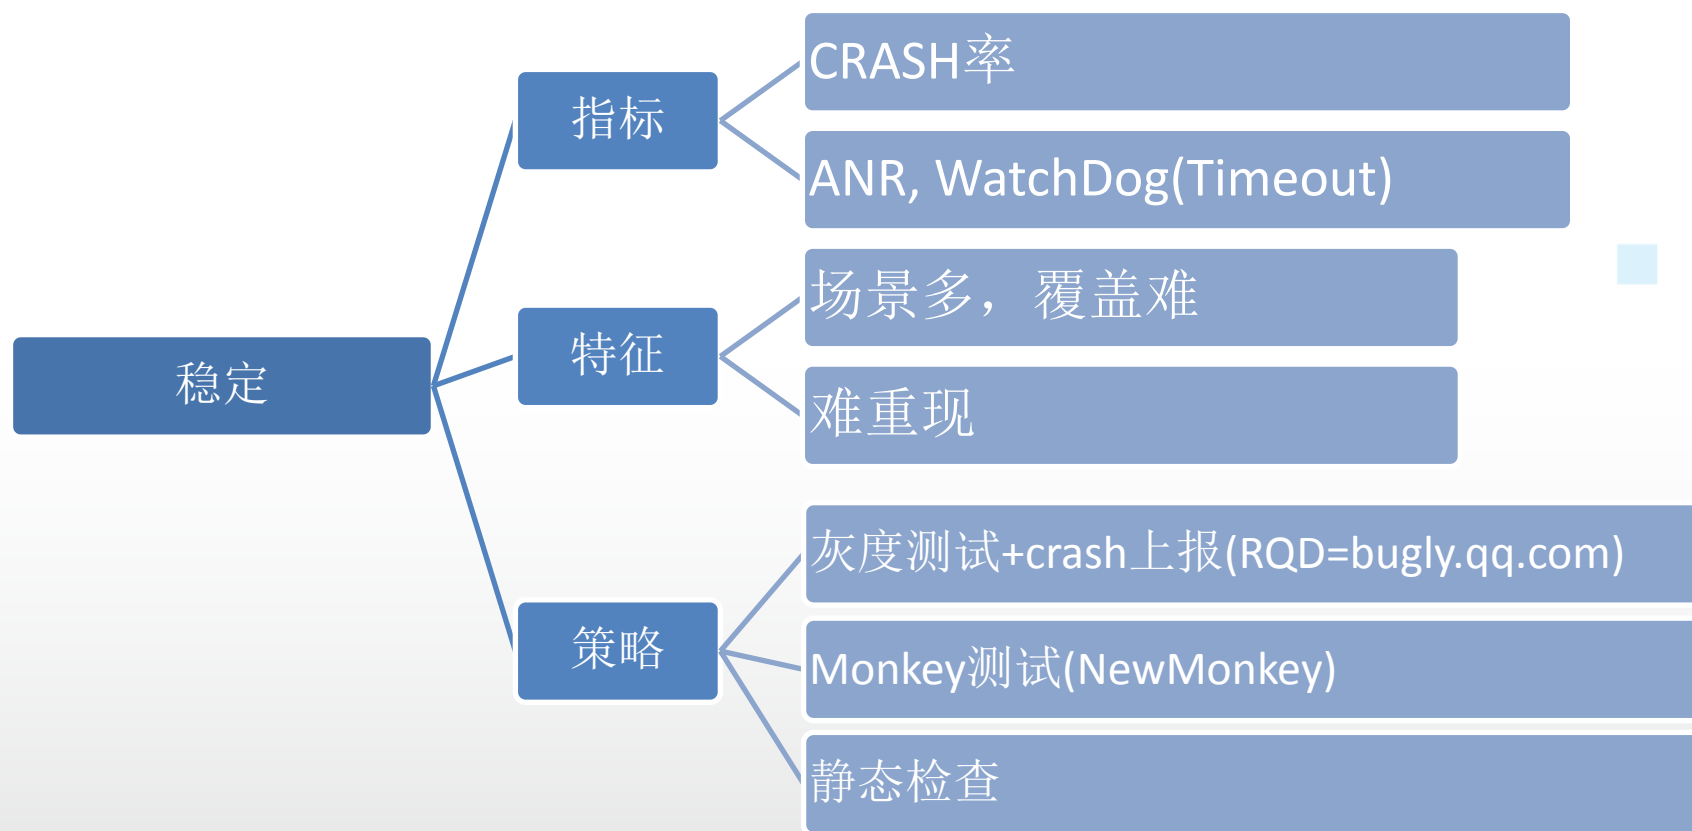 稳定
指标
CRASH率
ANR, WatchDog(Timeout)
特征
场景多，覆盖难
难重现
策略
灰度测试+crash上报(RQD=bugly.qq.com)
Monkey测试(NewMonkey)
静态检查